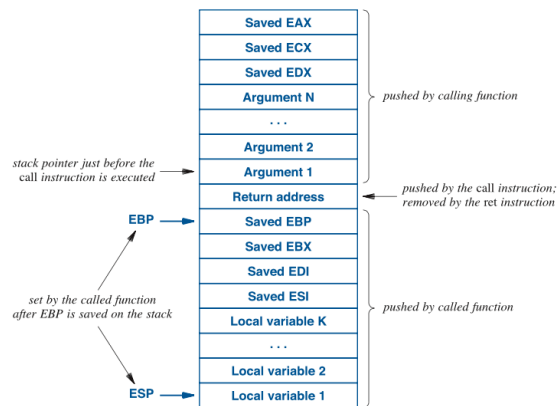 Saved EAX
Saved ECX
Saved EDX
Argument N
pushed by calling function
. . .
Argument 2
stack pointer just before the
call instruction is executed
Argument 1
Return address
pushed by the call instruction;
removed by the ret instruction
EBP
Saved EBP
Saved EBX
Saved EDI
Saved ESI
set by the called function
after EBP is saved on the stack
pushed by called function
Local variable K
. . .
Local variable 2
ESP
Local variable 1